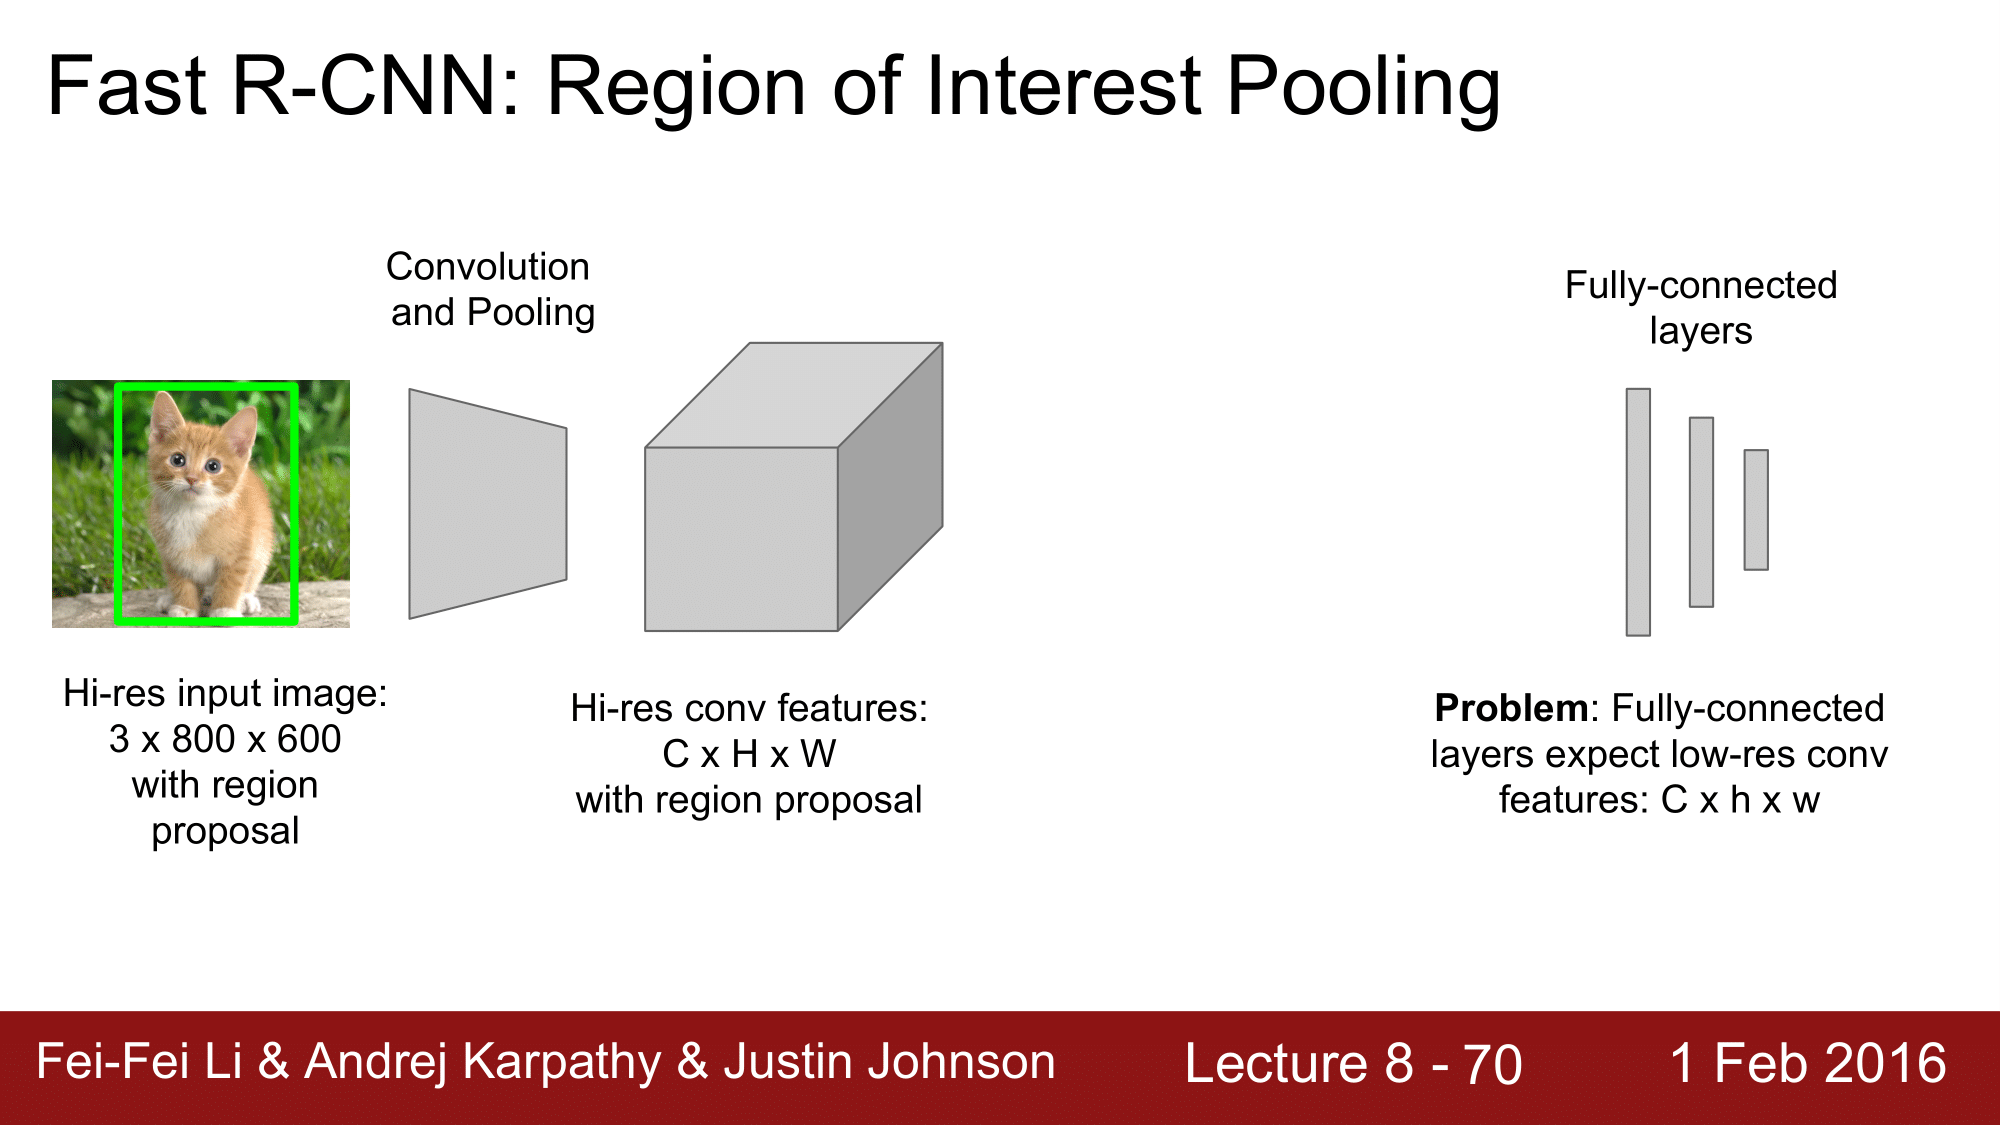 Fast R-CNN: Region of Interest Pooling
Convolution
and Pooling
Fully-connected
layers
Hi-res input image:
3 x 800 x 600
with region
proposal
Hi-res conv features:
C x H x W
with region proposal
Problem: Fully-connected
layers expect low-res conv
features: C x h x w
Fei-Fei Li & Andrej Karpathy & Justin Johnson
Lecture 8 - 70
1 Feb 2016